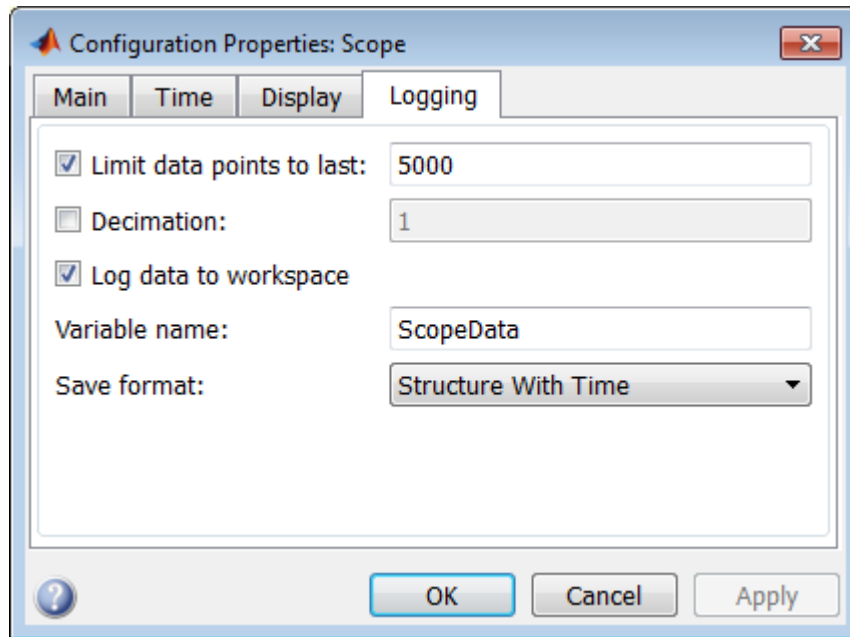 Configuration Properties: Scope
Main Time Display Logging
Limit data points to last: 5000
Decimation: 1
Log data to workspace
Variable name: ScopeData
Save format: Structure With Time
? OK Cancel Apply